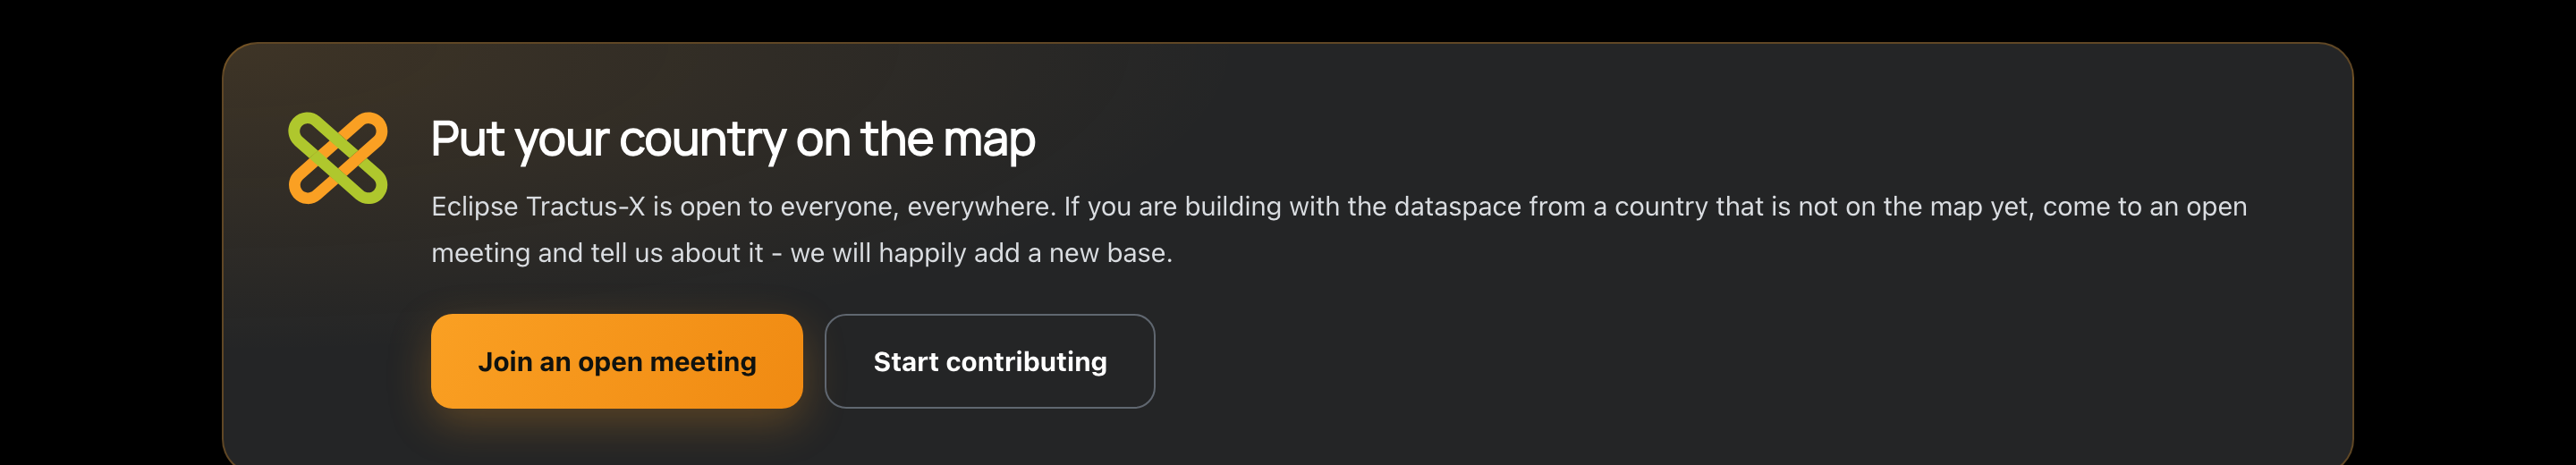 Put your country on the map
Eclipse Tractus-X is open to everyone, everywhere. If you are building with the dataspace from a country that is not on the map yet, come to an open
meeting and tell us about it - we will happily add a new base.
Join an open meeting
Start contributing